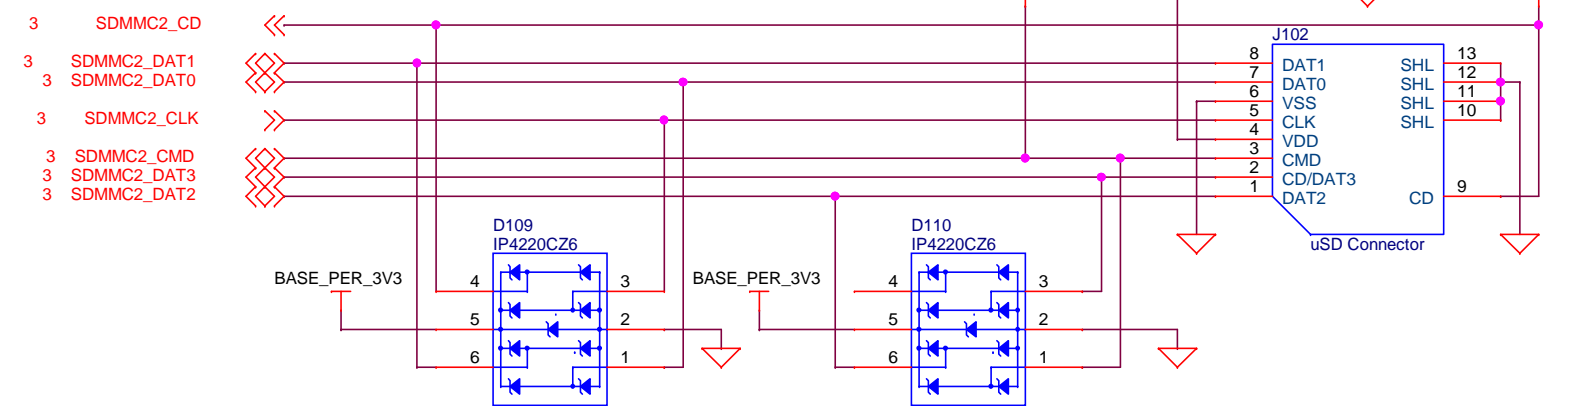 3 SDMMC2_CD
3 SDMMC2_DAT1
3 SDMMC2_DAT0
3 SDMMC2_CLK
3 SDMMC2_CMD
3 SDMMC2_DAT3
3 SDMMC2_DAT2
J102
8 DAT1 SHL 13
7 DAT0 SHL 12
6 VSS SHL 11
5 CLK SHL 10
4 VDD
3 CMD
2 CD/DAT3
1 DAT2 CD 9
uSD Connector
D109
IP4220CZ6
BASE_PER_3V3
4 3
5 2
6 1
D110
IP4220CZ6
BASE_PER_3V3
4 3
5 2
6 1